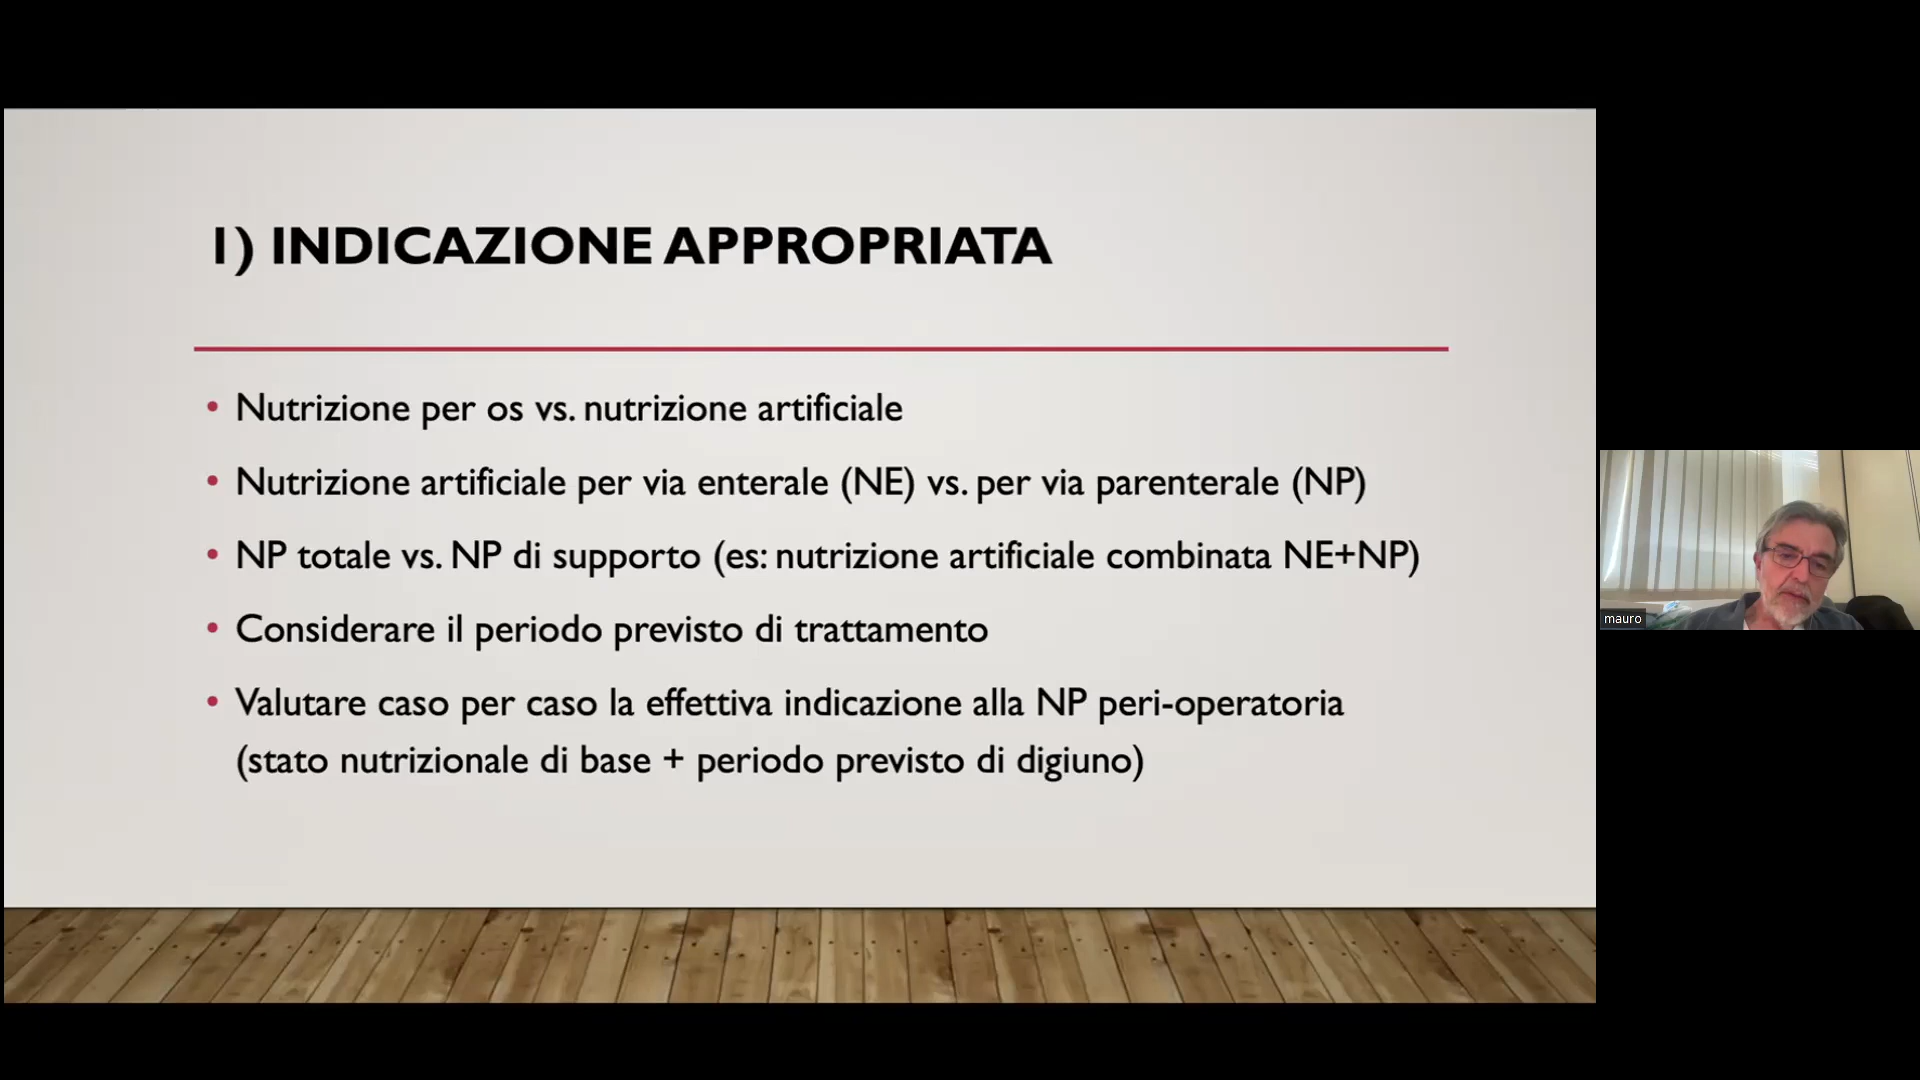 1) INDICAZIONE APPROPRIATA
• Nutrizione per os vs. nutrizione artificiale
• Nutrizione artificiale per via enterale (NE) vs. per via parenterale (NP)
• NP totale vs. NP di supporto (es: nutrizione artificiale combinata NE+NP)
• Considerare il periodo previsto di trattamento
• Valutare caso per caso la effettiva indicazione alla NP peri-operatoria
(stato nutrizionale di base + periodo previsto di digiuno)
mauro